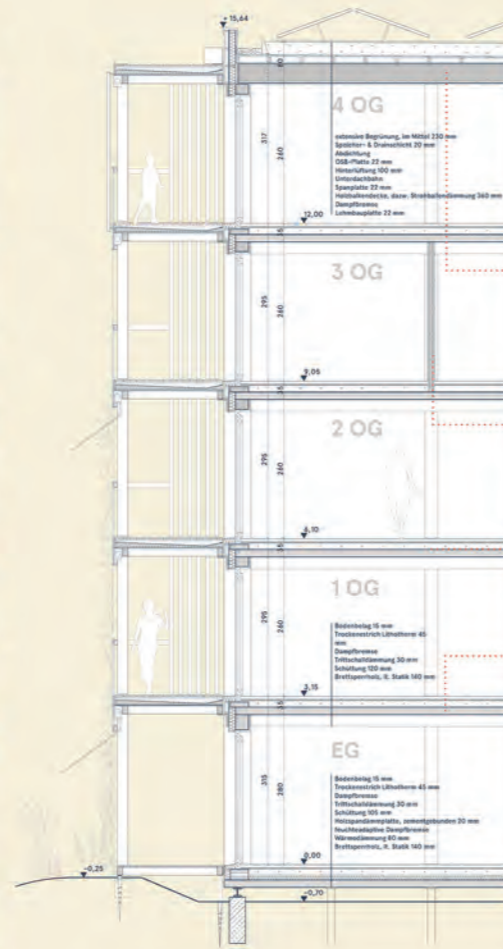 + 15,64
4 OG
extensive Begrünung, im Mittel 230 mm
Speicher- & Drainschicht 20 mm
Abdichtung
OSB-Platte 22 mm
Hinterlüftung 100 mm
Unterdachbahn
Spanplatte 22 mm
Holzbalkendecke, dazw. Strohballendämmung 360 mm
Dampfbremse
Lehmbauplatte 22 mm
317
260
12,00
35
3 OG
295
260
9,05
35
2 OG
295
260
6,10
35
1 OG
Bodenbelag 15 mm
Trockenestrich Lithotherm 45
mm
Dampfbremse
Trittschalldämmung 30 mm
Schüttung 120 mm
Brettsperrholz, lt. Statik 140 mm
295
260
3,15
35
EG
Bodenbelag 15 mm
Trockenestrich Lithotherm 45 mm
Dampfbremse
Trittschalldämmung 30 mm
Schüttung 105 mm
Holzspandämmplatte, zementgebunden 20 mm
feuchteadaptive Dampfbremse
Wärmedämmung 80 mm
Brettsperrholz, lt. Statik 140 mm
315
280
0,00
-0,25
-0,70